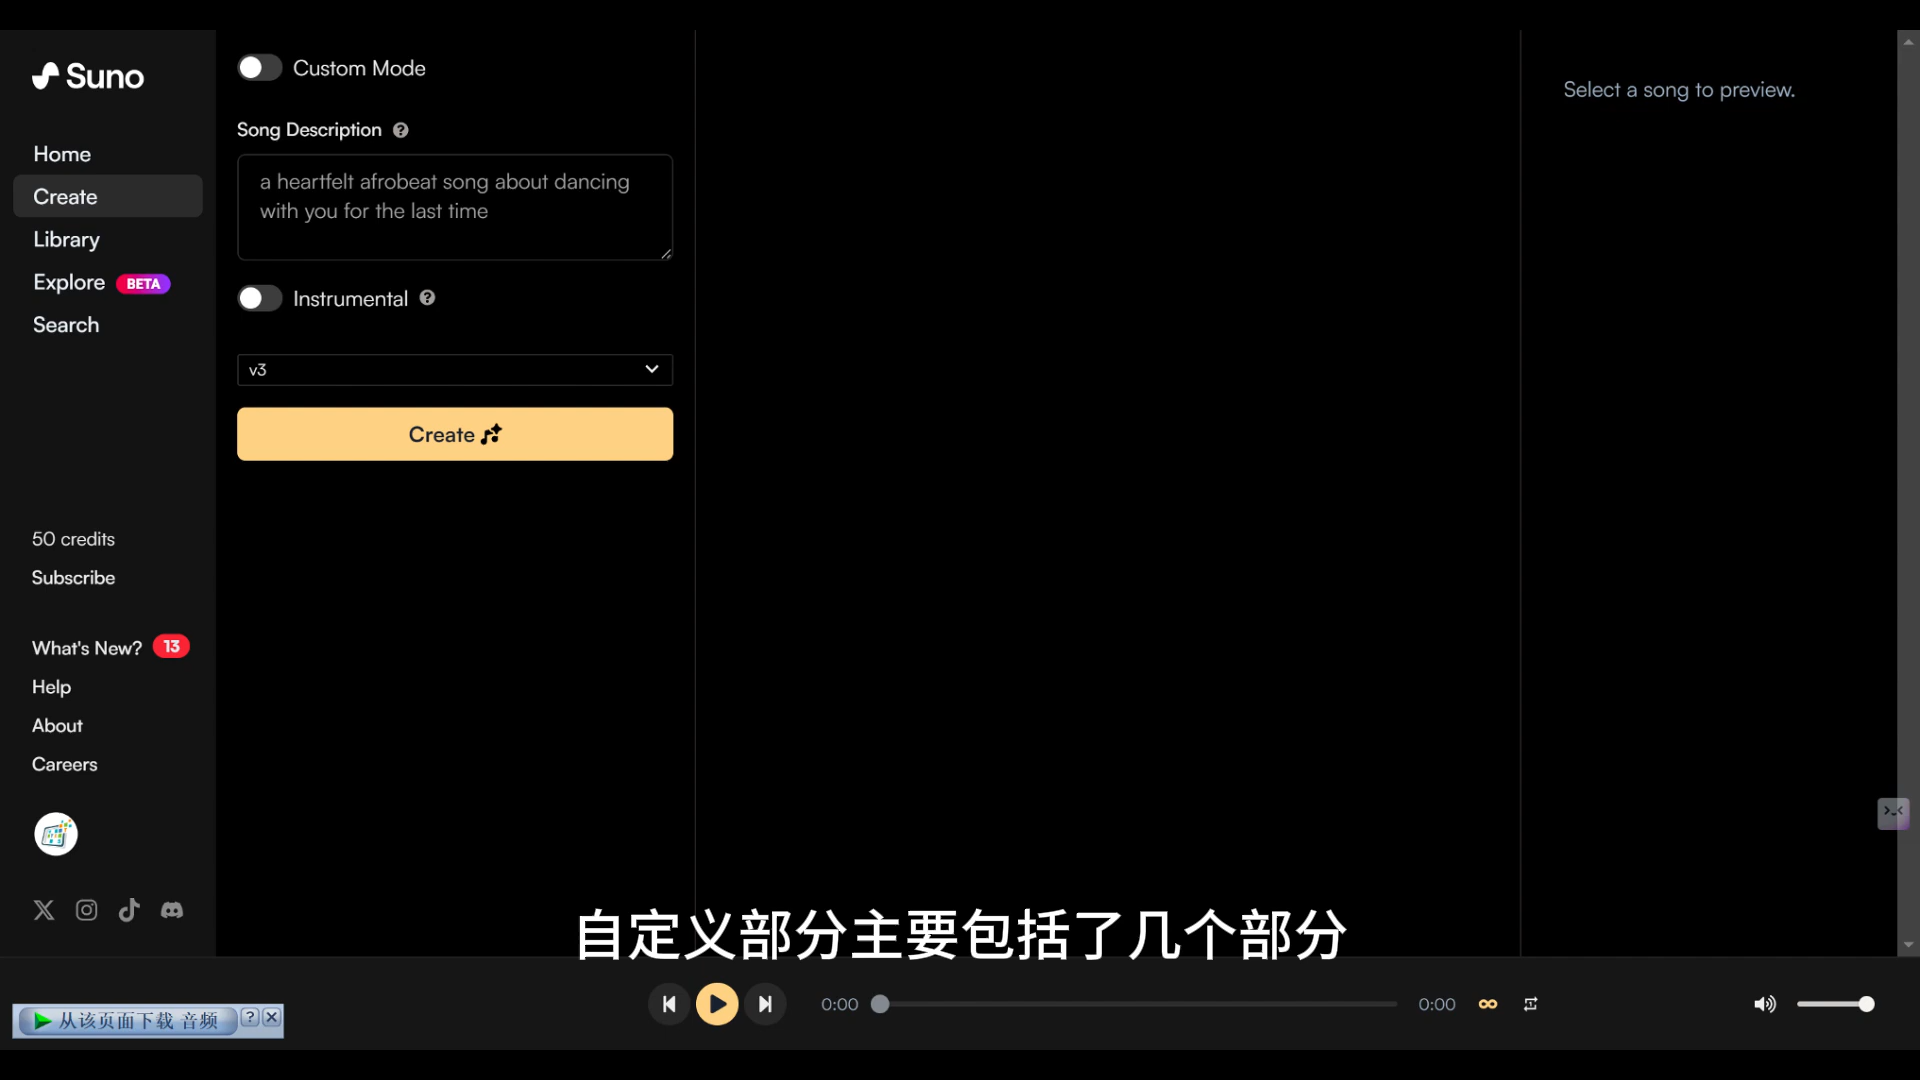 Suno
Home
Create
Library
Explore BETA
Search
50 credits
Subscribe
What's New? 13
Help
About
Careers
Custom Mode
Song Description
a heartfelt afrobeat song about dancing
with you for the last time
Instrumental
v3
Create
Select a song to preview.
自定义部分主要包括了几个部分
0:00
0:00
从该页面下载 音频